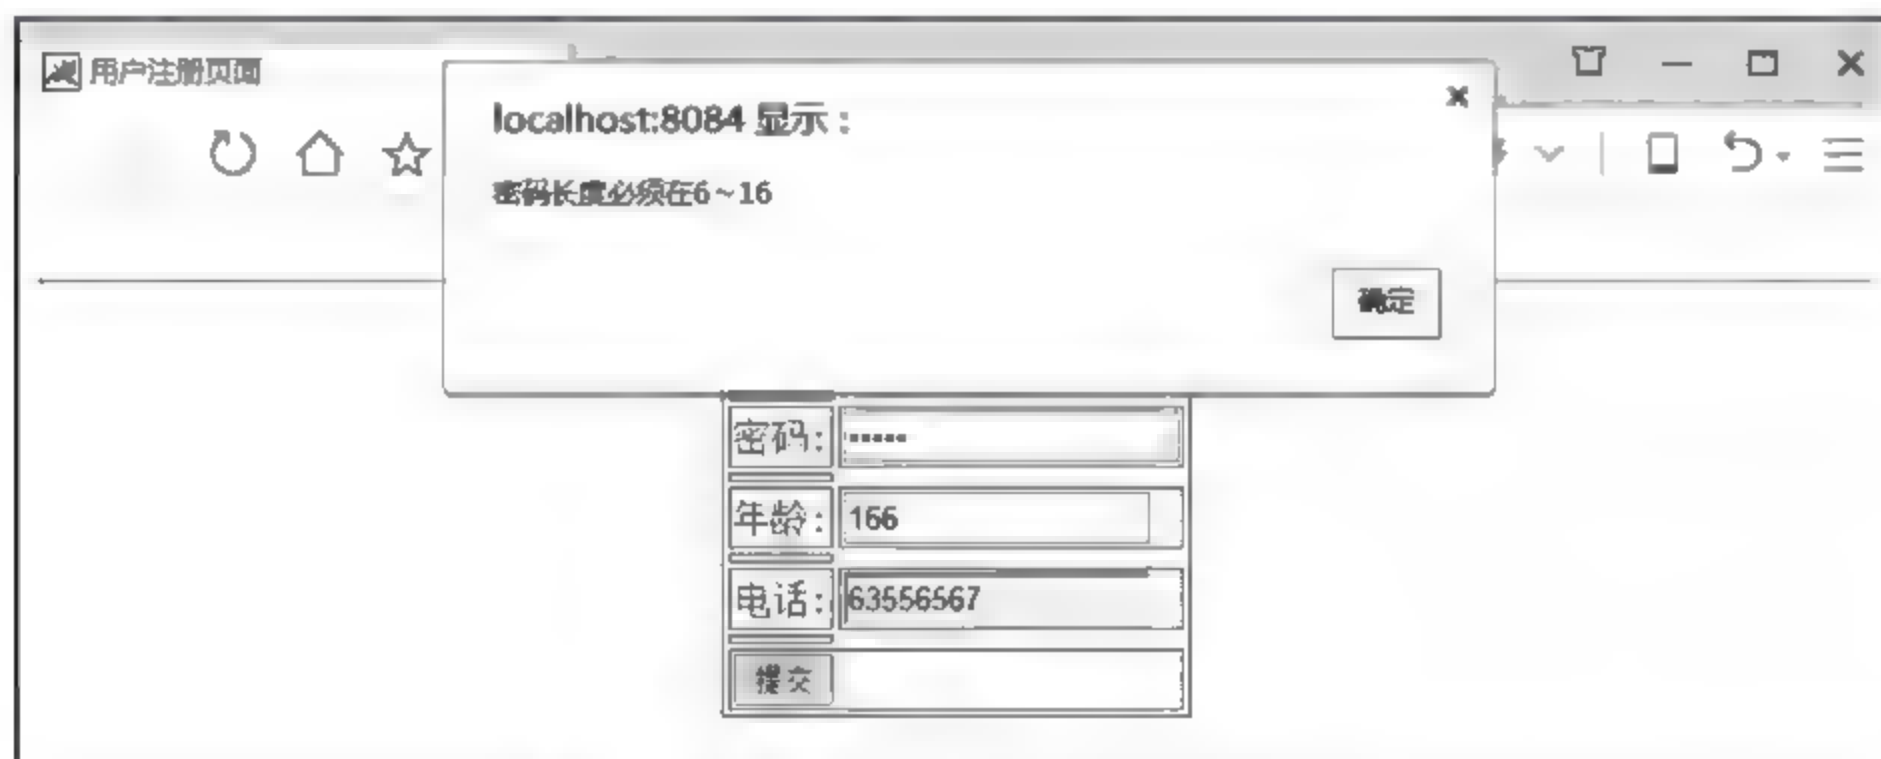 用户注册页面
localhost:8084 显示：
密码长度必须在6~16
确定
密码：
年龄： 166
电话： 63556567
提交